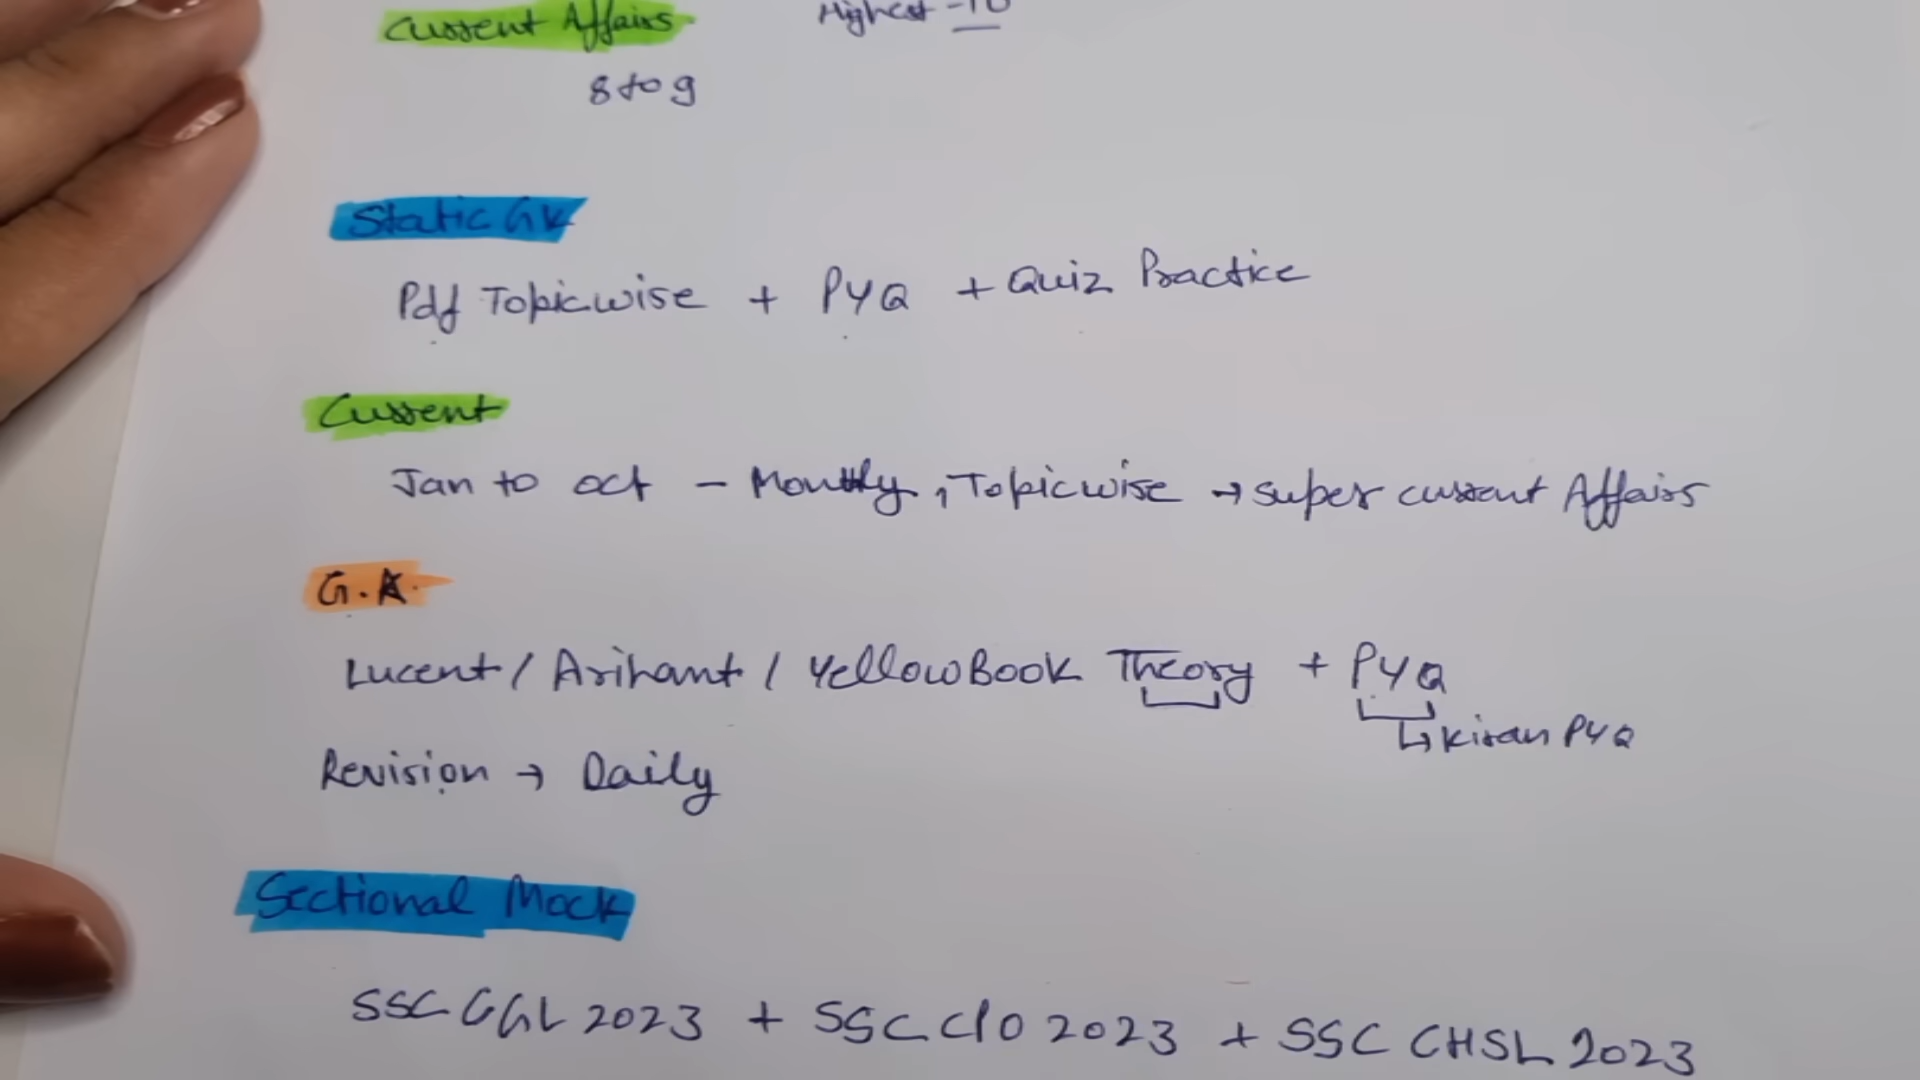 Current Affairs Highest - 10
8 to 9
Static GK
Pdf Topicwise + PYQ + Quiz Practice
Current
Jan to oct - Monthly, Topicwise → super current Affairs
G.A.
Lucent / Arihant / Yellow Book Theory + PYQ
↳ Kiran PYQ
Revision → Daily
Sectional Mock
SSC CGL 2023 + SSC CPO 2023 + SSC CHSL 2023